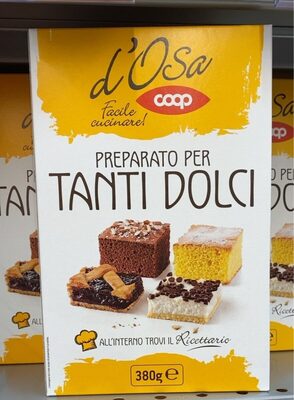 d'Osa
coop
Facile
cucinare!
PREPARATO PER
TANTI DOLCI
ALL'INTERNO TROVI IL Ricettario
380g e